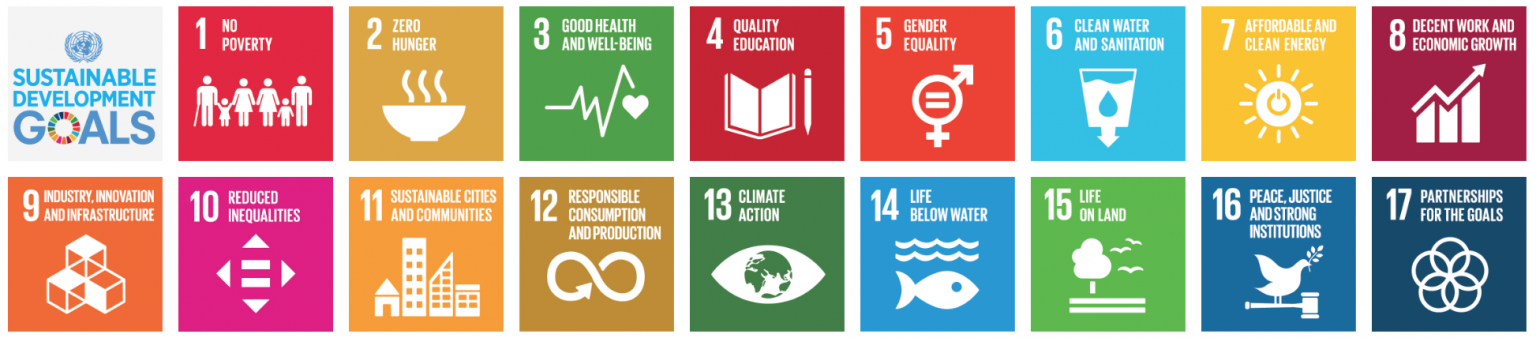 SUSTAINABLE
DEVELOPMENT
GOALS
1 NO
POVERTY
2 ZERO
HUNGER
3 GOOD HEALTH
AND WELL-BEING
4 QUALITY
EDUCATION
5 GENDER
EQUALITY
6 CLEAN WATER
AND SANITATION
7 AFFORDABLE AND
CLEAN ENERGY
8 DECENT WORK AND
ECONOMIC GROWTH
9 INDUSTRY, INNOVATION
AND INFRASTRUCTURE
10 REDUCED
INEQUALITIES
11 SUSTAINABLE CITIES
AND COMMUNITIES
12 RESPONSIBLE
CONSUMPTION
AND PRODUCTION
13 CLIMATE
ACTION
14 LIFE
BELOW WATER
15 LIFE
ON LAND
16 PEACE, JUSTICE
AND STRONG
INSTITUTIONS
17 PARTNERSHIPS
FOR THE GOALS